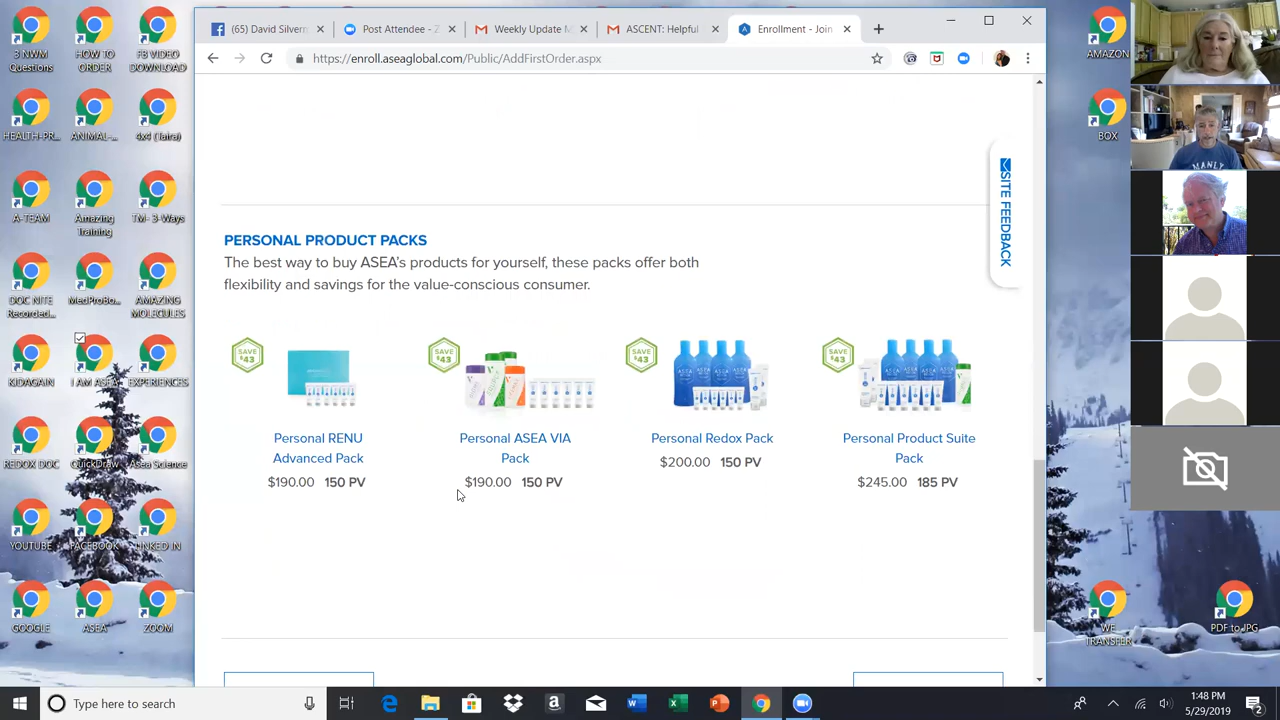 (65) David Silverm
Post Attendee - Z
Weekly Update M
ASCENT: Helpful
Enrollment - Join
https://enroll.aseaglobal.com/Public/AddFirstOrder.aspx
3 NWM
Questions
HOW TO
ORDER
FB VIDEO
DOWNLOAD
HEALTH-PR...
ANIMAL-...
4x4 (Taira)
A-TEAM
Amazing
Training
TM- 3-Ways
DOC NITE
Recorded...
MedProBo...
AMAZING
MOLECULES
KIDAGAIN
I AM ASEA
EXPERIENCES
REDOX DOC
QuickDraw
Asea Science
YOUTUBE
FACEBOOK
LINKED IN
GOOGLE
ASEA
ZOOM
PERSONAL PRODUCT PACKS
The best way to buy ASEA's products for yourself, these packs offer both
flexibility and savings for the value-conscious consumer.
SAVE
$43
SAVE
$43
SAVE
$43
SAVE
$43
ASEA
Personal RENU
Advanced Pack
$190.00 150 PV
Personal ASEA VIA
Pack
$190.00 150 PV
Personal Redox Pack
$200.00 150 PV
Personal Product Suite
Pack
$245.00 185 PV
SITE FEEDBACK
AMAZON
BOX
MANLY
WE
TRANSFER
PDF to JPG
Type here to search
1:48 PM
5/29/2019
2